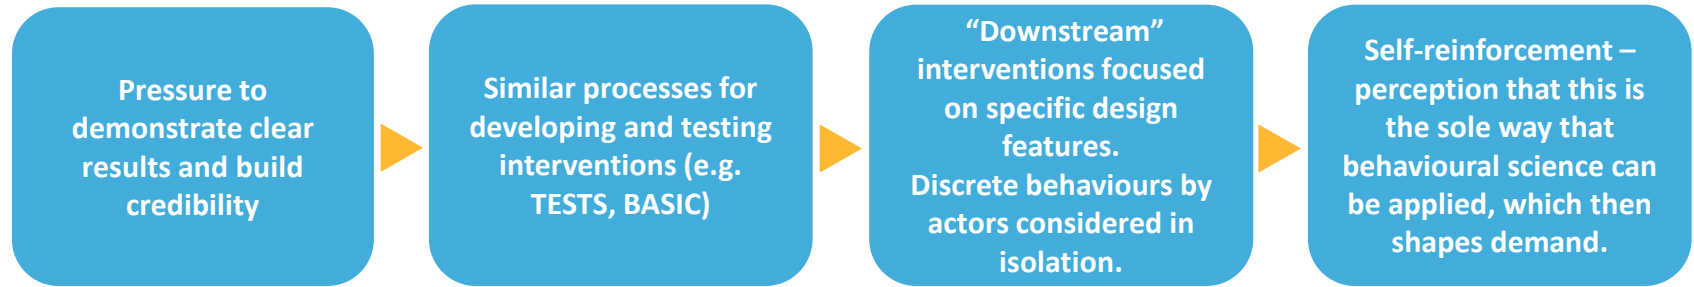 Pressure to
demonstrate clear
results and build
credibility
Similar processes for
developing and testing
interventions (e.g.
TESTS, BASIC)
“Downstream”
interventions focused
on specific design
features.
Discrete behaviours by
actors considered in
isolation.
Self-reinforcement –
perception that this is
the sole way that
behavioural science can
be applied, which then
shapes demand.